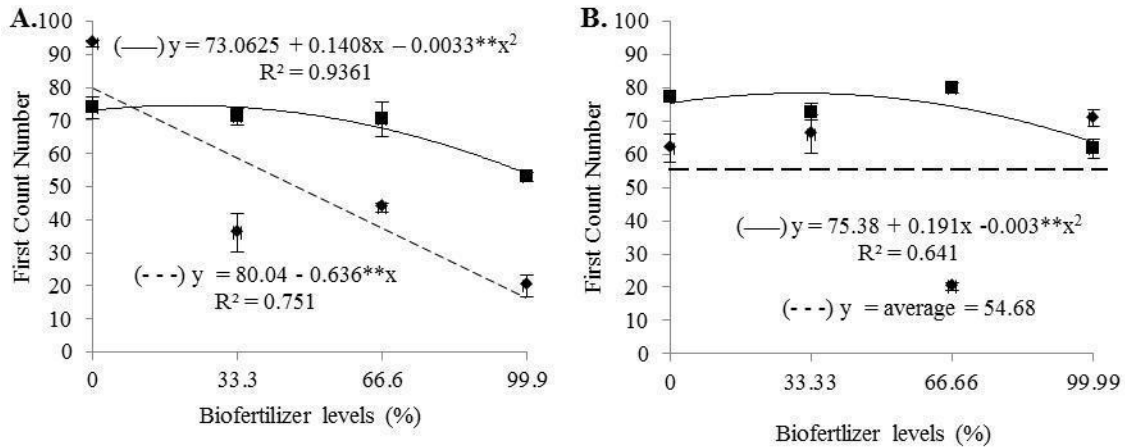 A.
First Count Number
100
90
80
70
60
50
40
30
20
10
0
(——) y = 73.0625 + 0.1408x − 0.0033**x²
R² = 0.9361
(- - -) y = 80.04 - 0.636**x
R² = 0.751
0 33.3 66.6 99.9
Biofertilizer levels (%)
B.
First Count Number
100
90
80
70
60
50
40
30
20
10
0
(——) y = 75.38 + 0.191x -0.003**x²
R² = 0.641
(- - -) y = average = 54.68
0 33.33 66.66 99.99
Biofertlizer levels (%)